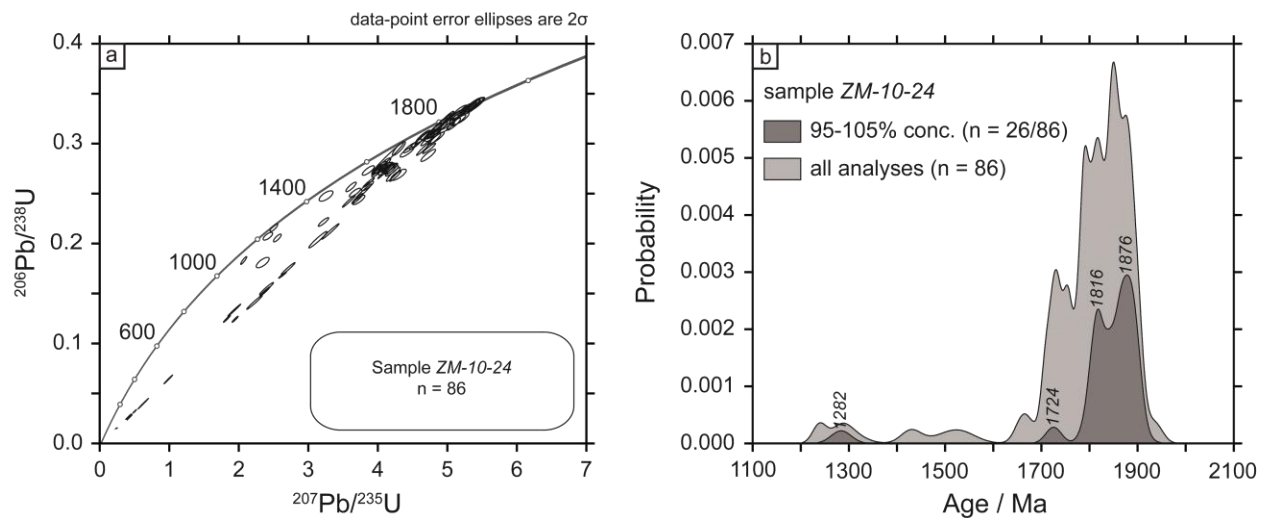 data-point error ellipses are 2σ
a
0.4
0.3
0.2
0.1
0.0
²⁰⁶Pb/²³⁸U
1800
1400
1000
600
Sample ZM-10-24
n = 86
0 1 2 3 4 5 6 7
²⁰⁷Pb/²³⁵U
b
0.007
0.006
0.005
0.004
0.003
0.002
0.001
0.000
Probability
sample ZM-10-24
95-105% conc. (n = 26/86)
all analyses (n = 86)
1282
1724
1816
1876
1100 1300 1500 1700 1900 2100
Age / Ma